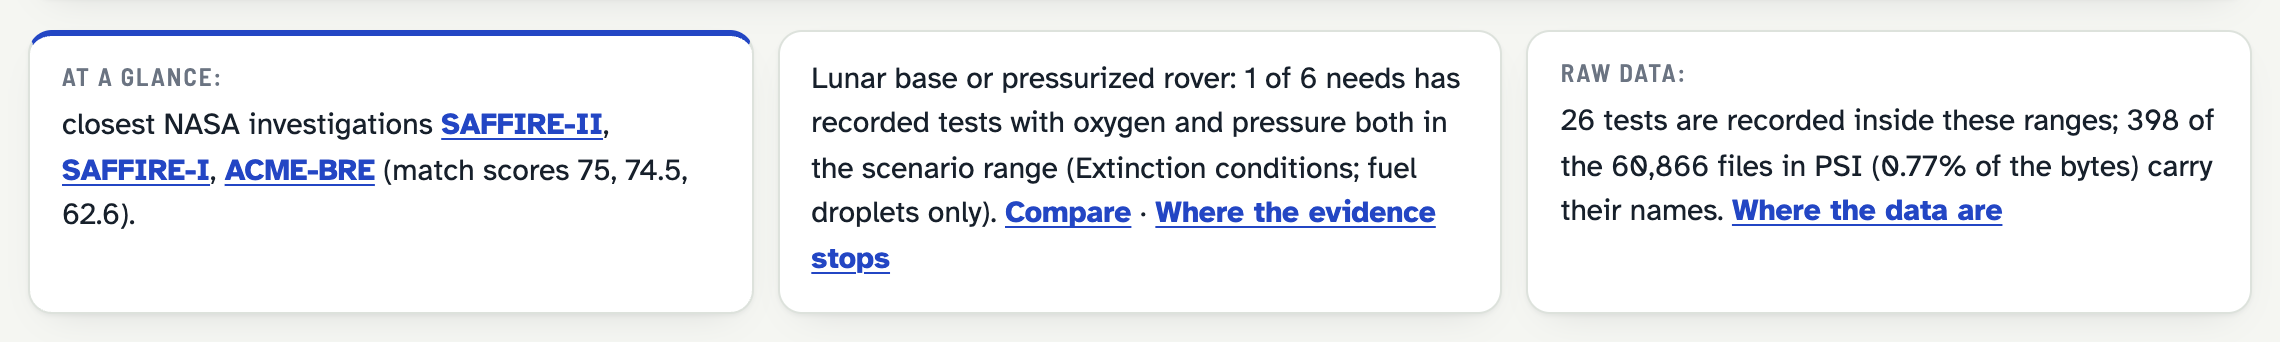 AT A GLANCE:
closest NASA investigations SAFFIRE-II,
SAFFIRE-I, ACME-BRE (match scores 75, 74.5,
62.6).
Lunar base or pressurized rover: 1 of 6 needs has
recorded tests with oxygen and pressure both in
the scenario range (Extinction conditions; fuel
droplets only). Compare · Where the evidence
stops
RAW DATA:
26 tests are recorded inside these ranges; 398 of
the 60,866 files in PSI (0.77% of the bytes) carry
their names. Where the data are